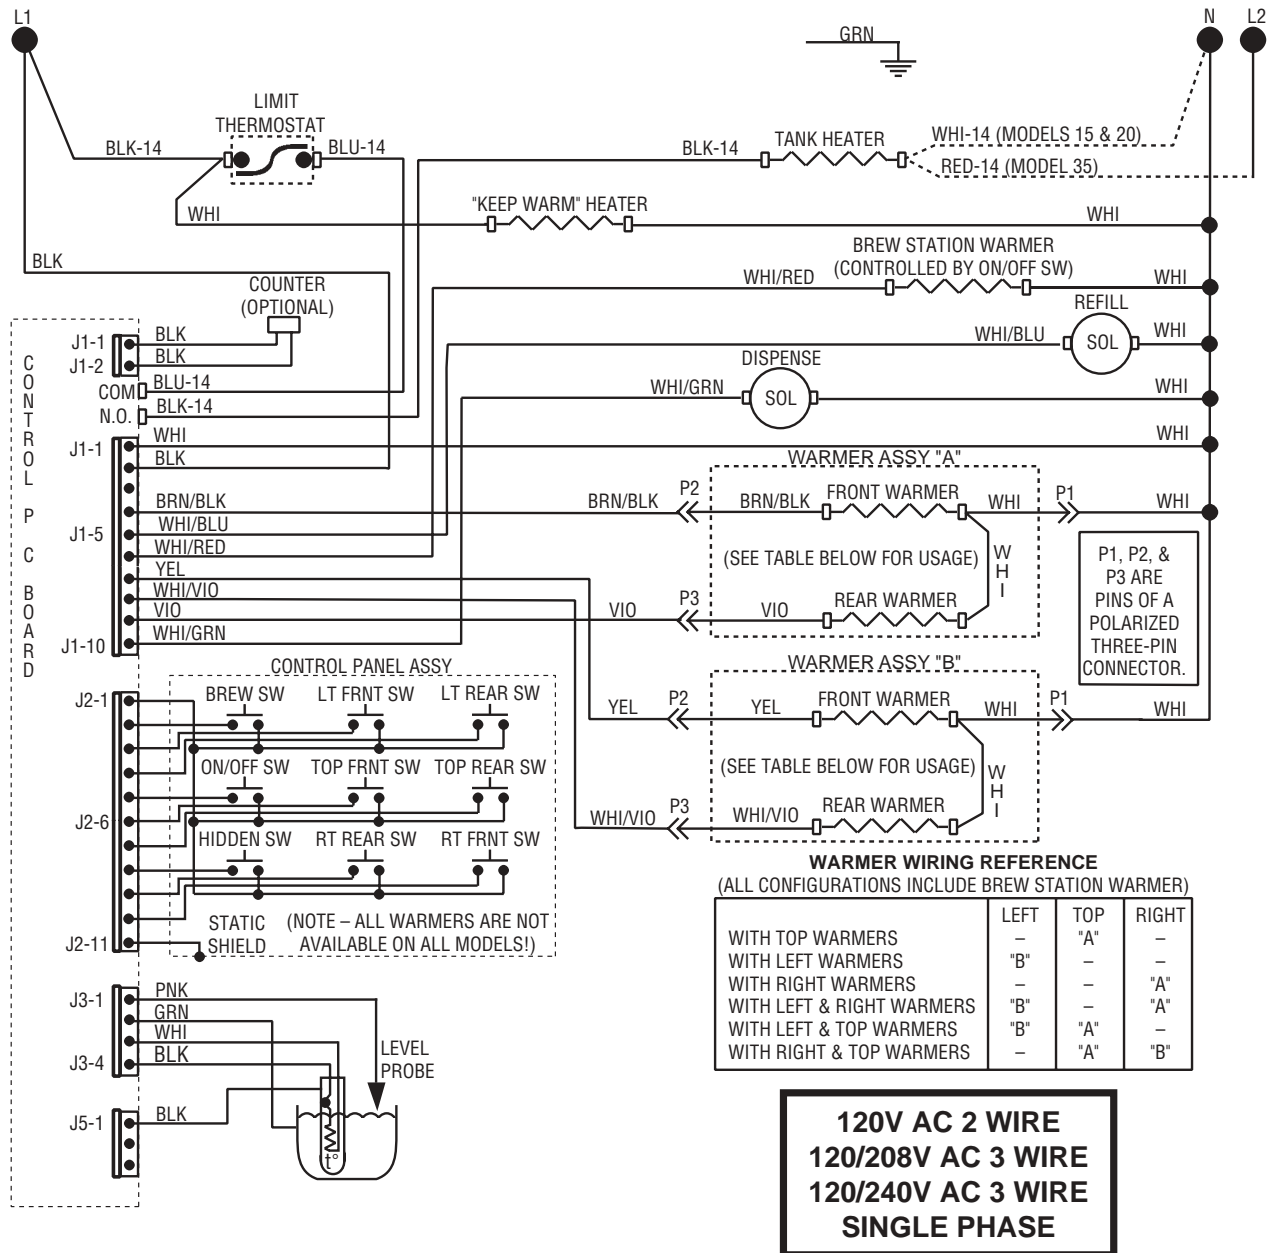 L1
GRN
N
L2
LIMIT
THERMOSTAT
BLK-14
BLU-14
BLK-14
TANK HEATER
WHI-14 (MODELS 15 & 20)
RED-14 (MODEL 35)
WHI
"KEEP WARM" HEATER
WHI
BLK
BREW STATION WARMER
(CONTROLLED BY ON/OFF SW)
WHI/RED
WHI
COUNTER
(OPTIONAL)
REFILL
WHI/BLU
SOL
WHI
CONTROL P C BOARD
J1-1
BLK
J1-2
BLK
DISPENSE
WHI/GRN
SOL
WHI
COM
BLU-14
N.O.
BLK-14
J1-1
WHI
WHI
BLK
WARMER ASSY "A"
BRN/BLK
BRN/BLK
P2
BRN/BLK
FRONT WARMER
WHI
P1
WHI
J1-5
WHI/BLU
WHI/RED
(SEE TABLE BELOW FOR USAGE)
WHI
YEL
WHI/VIO
VIO
VIO
P3
VIO
REAR WARMER
J1-10
WHI/GRN
P1, P2, &
P3 ARE
PINS OF A
POLARIZED
THREE-PIN
CONNECTOR.
CONTROL PANEL ASSY
WARMER ASSY "B"
J2-1
BREW SW
LT FRNT SW
LT REAR SW
YEL
P2
YEL
FRONT WARMER
WHI
P1
WHI
ON/OFF SW
TOP FRNT SW
TOP REAR SW
(SEE TABLE BELOW FOR USAGE)
WHI
J2-6
WHI/VIO
P3
WHI/VIO
REAR WARMER
HIDDEN SW
RT REAR SW
RT FRNT SW
J2-11
STATIC
SHIELD
(NOTE – ALL WARMERS ARE NOT
AVAILABLE ON ALL MODELS!)
WARMER WIRING REFERENCE
(ALL CONFIGURATIONS INCLUDE BREW STATION WARMER)
LEFT TOP RIGHT
WITH TOP WARMERS – "A" –
WITH LEFT WARMERS "B" – –
WITH RIGHT WARMERS – – "A"
WITH LEFT & RIGHT WARMERS "B" – "A"
WITH LEFT & TOP WARMERS "B" "A" –
WITH RIGHT & TOP WARMERS – "A" "B"
J3-1
PNK
GRN
WHI
J3-4
BLK
LEVEL
PROBE
J5-1
BLK
t°
120V AC 2 WIRE
120/208V AC 3 WIRE
120/240V AC 3 WIRE
SINGLE PHASE